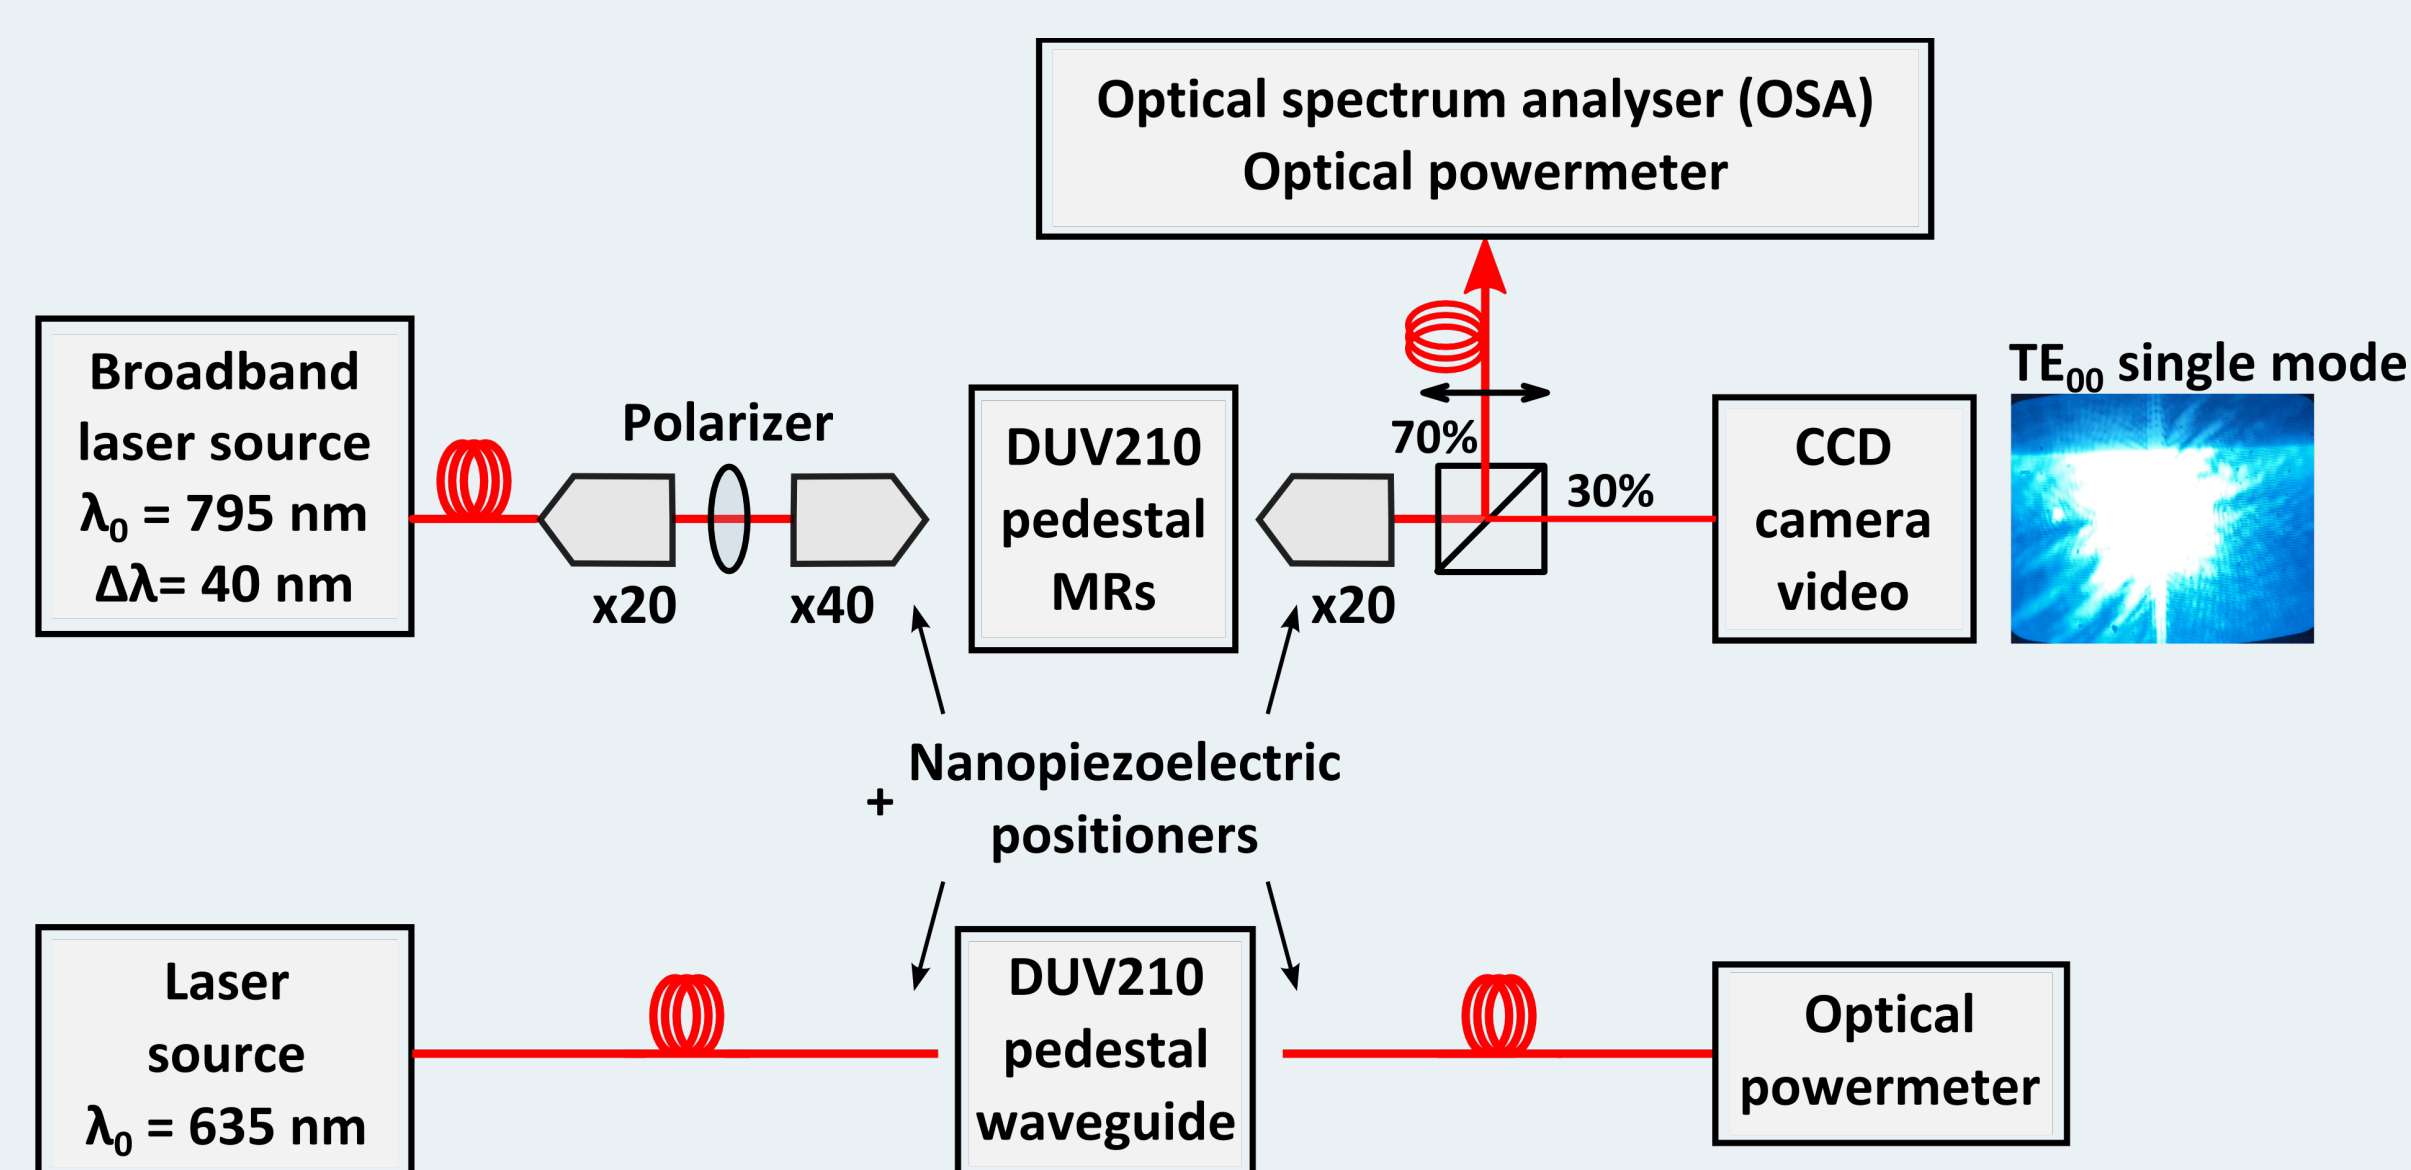 Optical spectrum analyser (OSA)
Optical powermeter
Broadband
laser source
λ₀ = 795 nm
Δλ= 40 nm
Polarizer
x20
x40
DUV210
pedestal
MRs
x20
70%
30%
CCD
camera
video
TE₀₀ single mode
Nanopiezoelectric
+
positioners
Laser
source
λ₀ = 635 nm
DUV210
pedestal
waveguide
Optical
powermeter